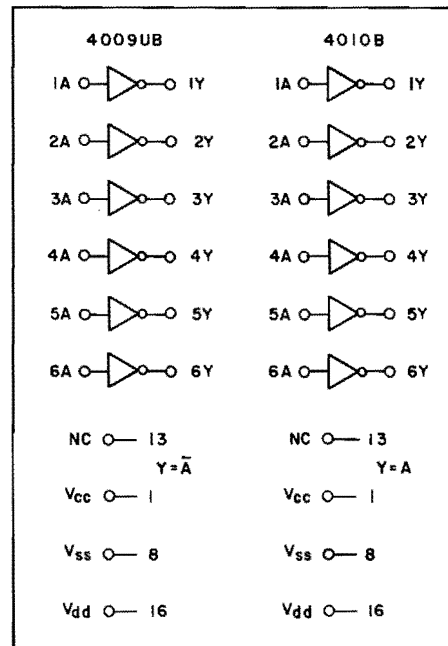 4009UB 4010B
1A 1Y 1A 1Y
2A 2Y 2A 2Y
3A 3Y 3A 3Y
4A 4Y 4A 4Y
5A 5Y 5A 5Y
6A 6Y 6A 6Y
NC 13 NC 13
Y = Ā Y = A
Vcc 1 Vcc 1
Vss 8 Vss 8
Vdd 16 Vdd 16